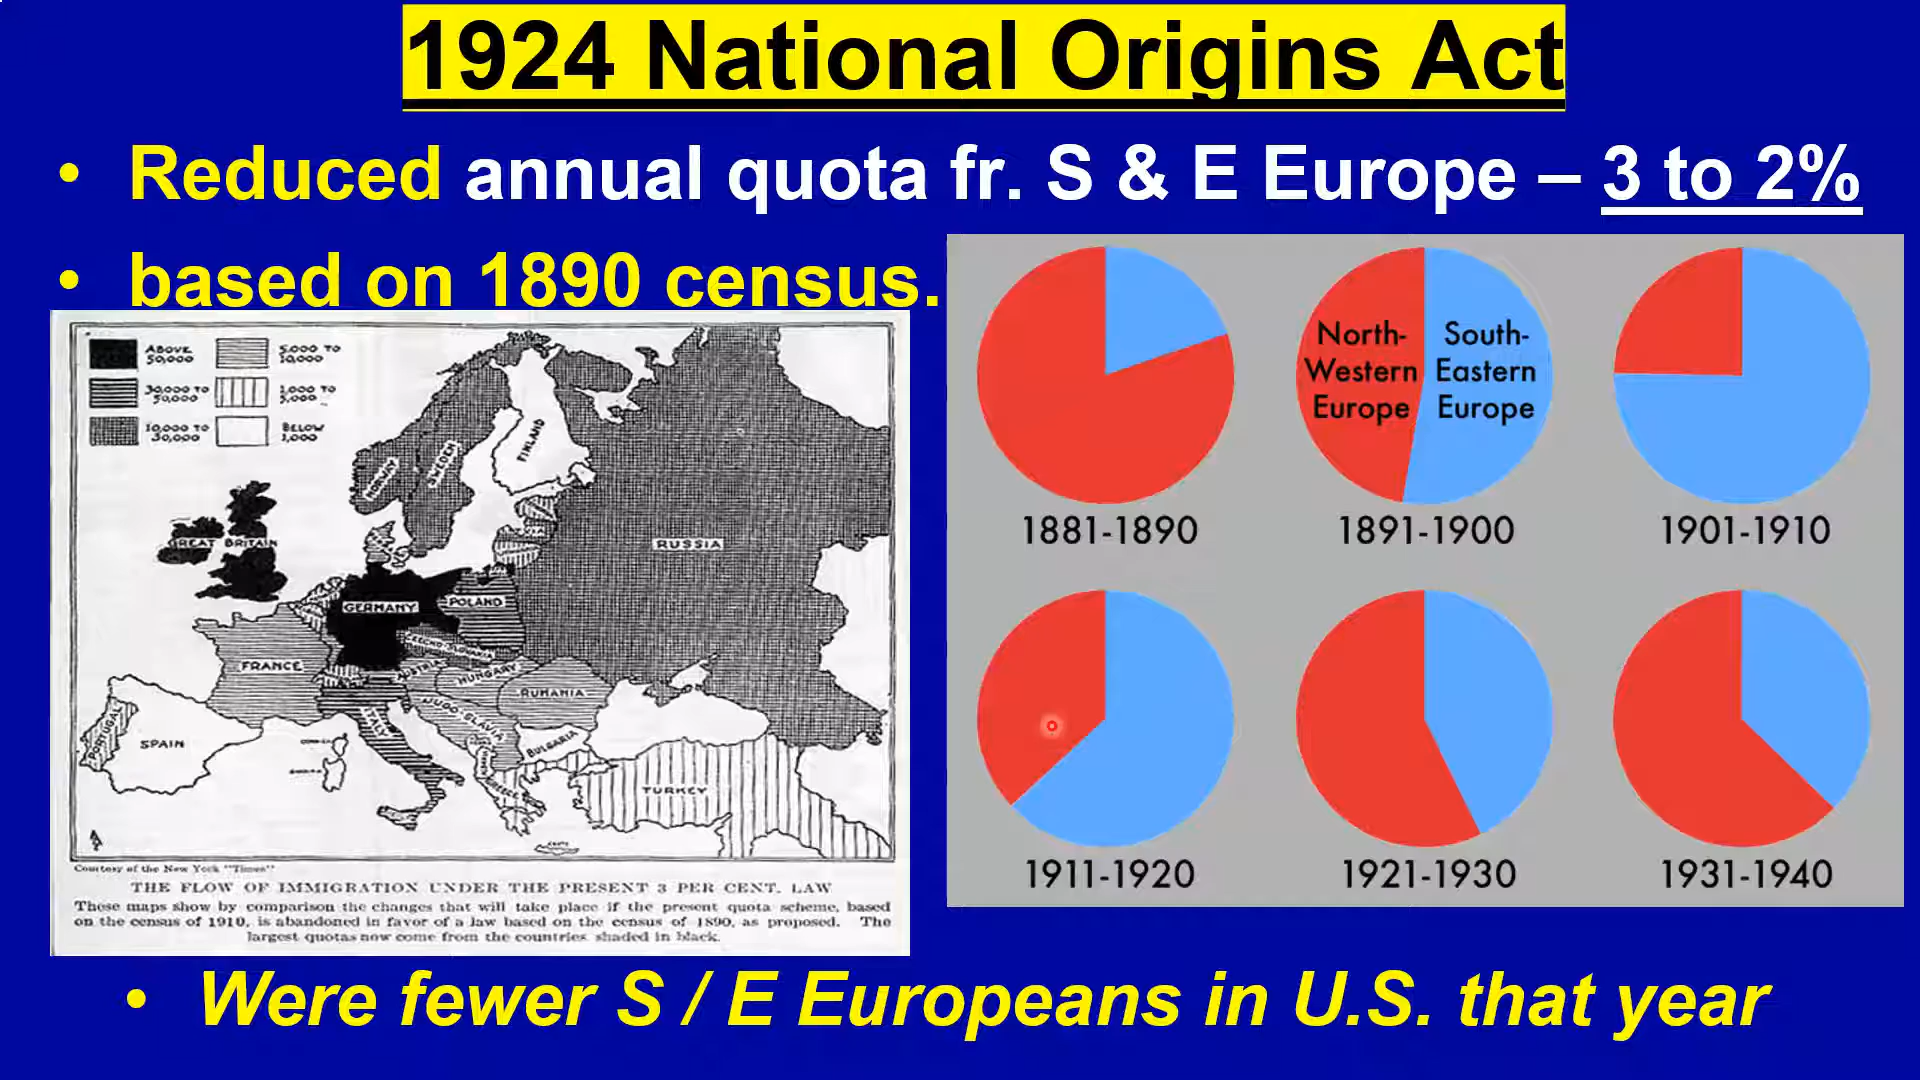 1924 National Origins Act
• Reduced annual quota fr. S & E Europe – 3 to 2%
• based on 1890 census.
ABOVE 50,000
5,000 TO 10,000
30,000 TO 50,000
1,000 TO 5,000
10,000 TO 30,000
BELOW 1,000
NORWAY
SWEDEN
FINLAND
GREAT BRITAIN
RUSSIA
GERMANY
POLAND
CZECHO-SLOVAKIA
FRANCE
AUSTRIA
HUNGARY
RUMANIA
JUGO-SLAVIA
ITALY
PORTUGAL
SPAIN
BULGARIA
GREECE
TURKEY
Courtesy of the New York "Times"
THE FLOW OF IMMIGRATION UNDER THE PRESENT 3 PER CENT. LAW
These maps show by comparison the changes that will take place if the present quota scheme, based
on the census of 1910, is abandoned in favor of a law based on the census of 1890, as proposed. The
largest quotas now come from the countries shaded in black.
North-
Western
Europe
South-
Eastern
Europe
1881-1890
1891-1900
1901-1910
1911-1920
1921-1930
1931-1940
• Were fewer S / E Europeans in U.S. that year